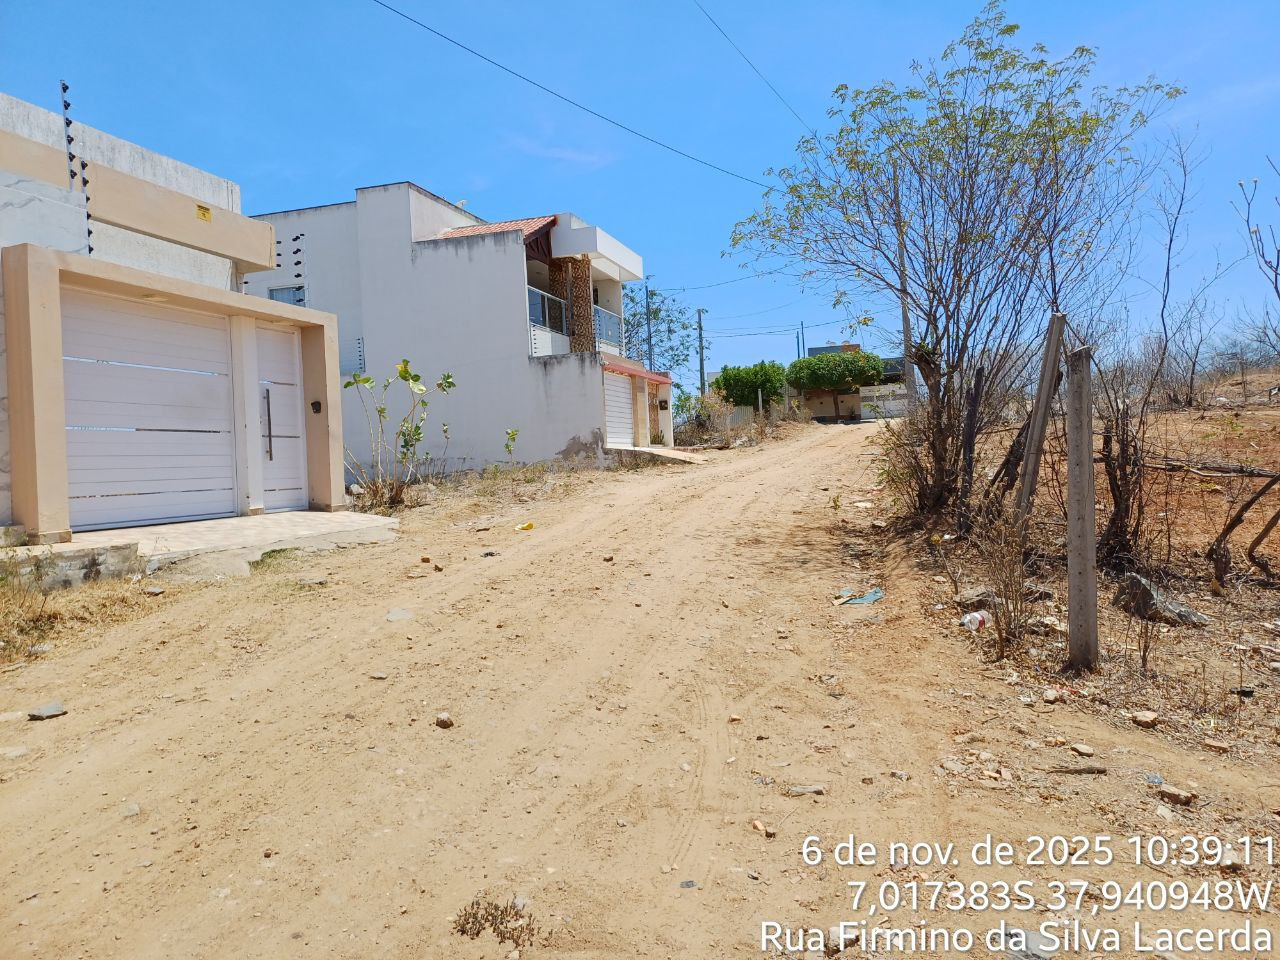 6 de nov. de 2025 10:39:11
7,017383S 37,940948W
Rua Firmino da Silva Lacerda